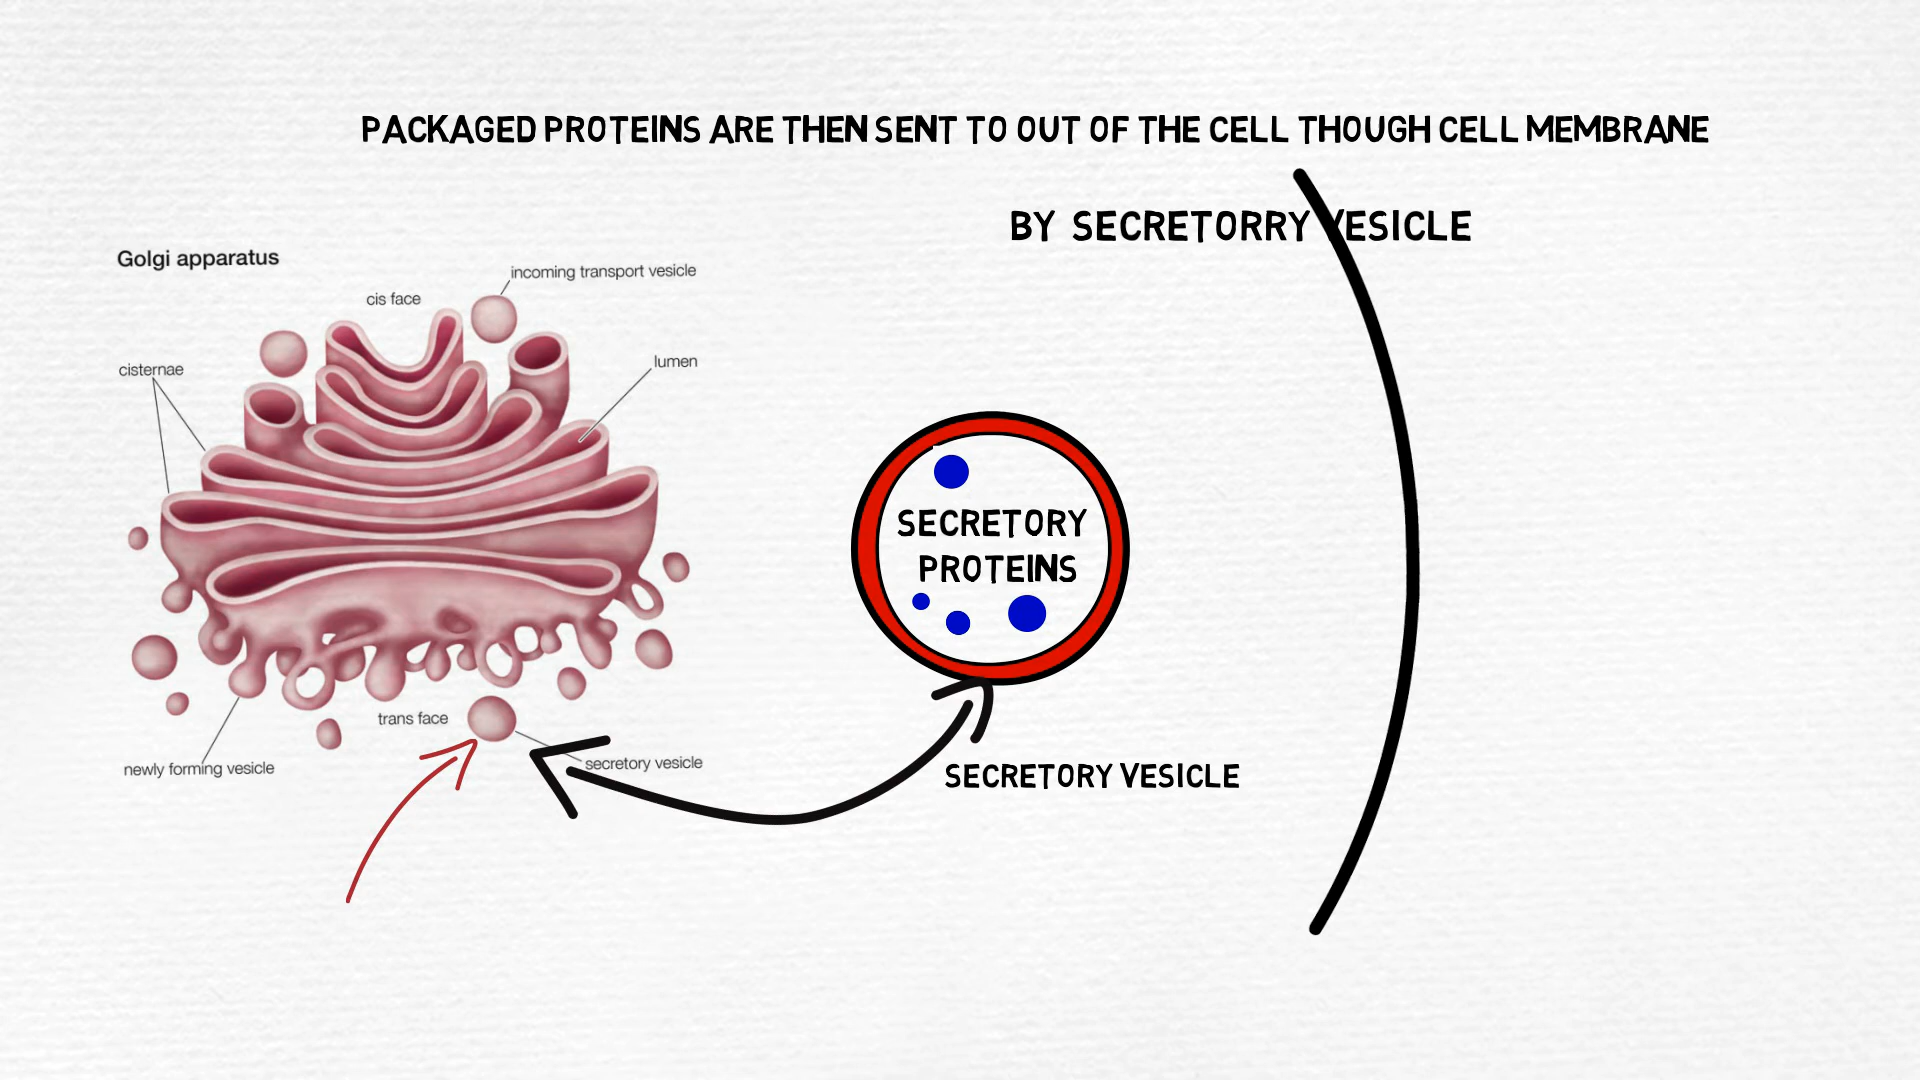 PACKAGED PROTEINS ARE THEN SENT TO OUT OF THE CELL THOUGH CELL MEMBRANE
BY SECRETORRY VESICLE
Golgi apparatus
incoming transport vesicle
cis face
lumen
cisternae
SECRETORY
PROTEINS
trans face
secretory vesicle
newly forming vesicle
SECRETORY VESICLE